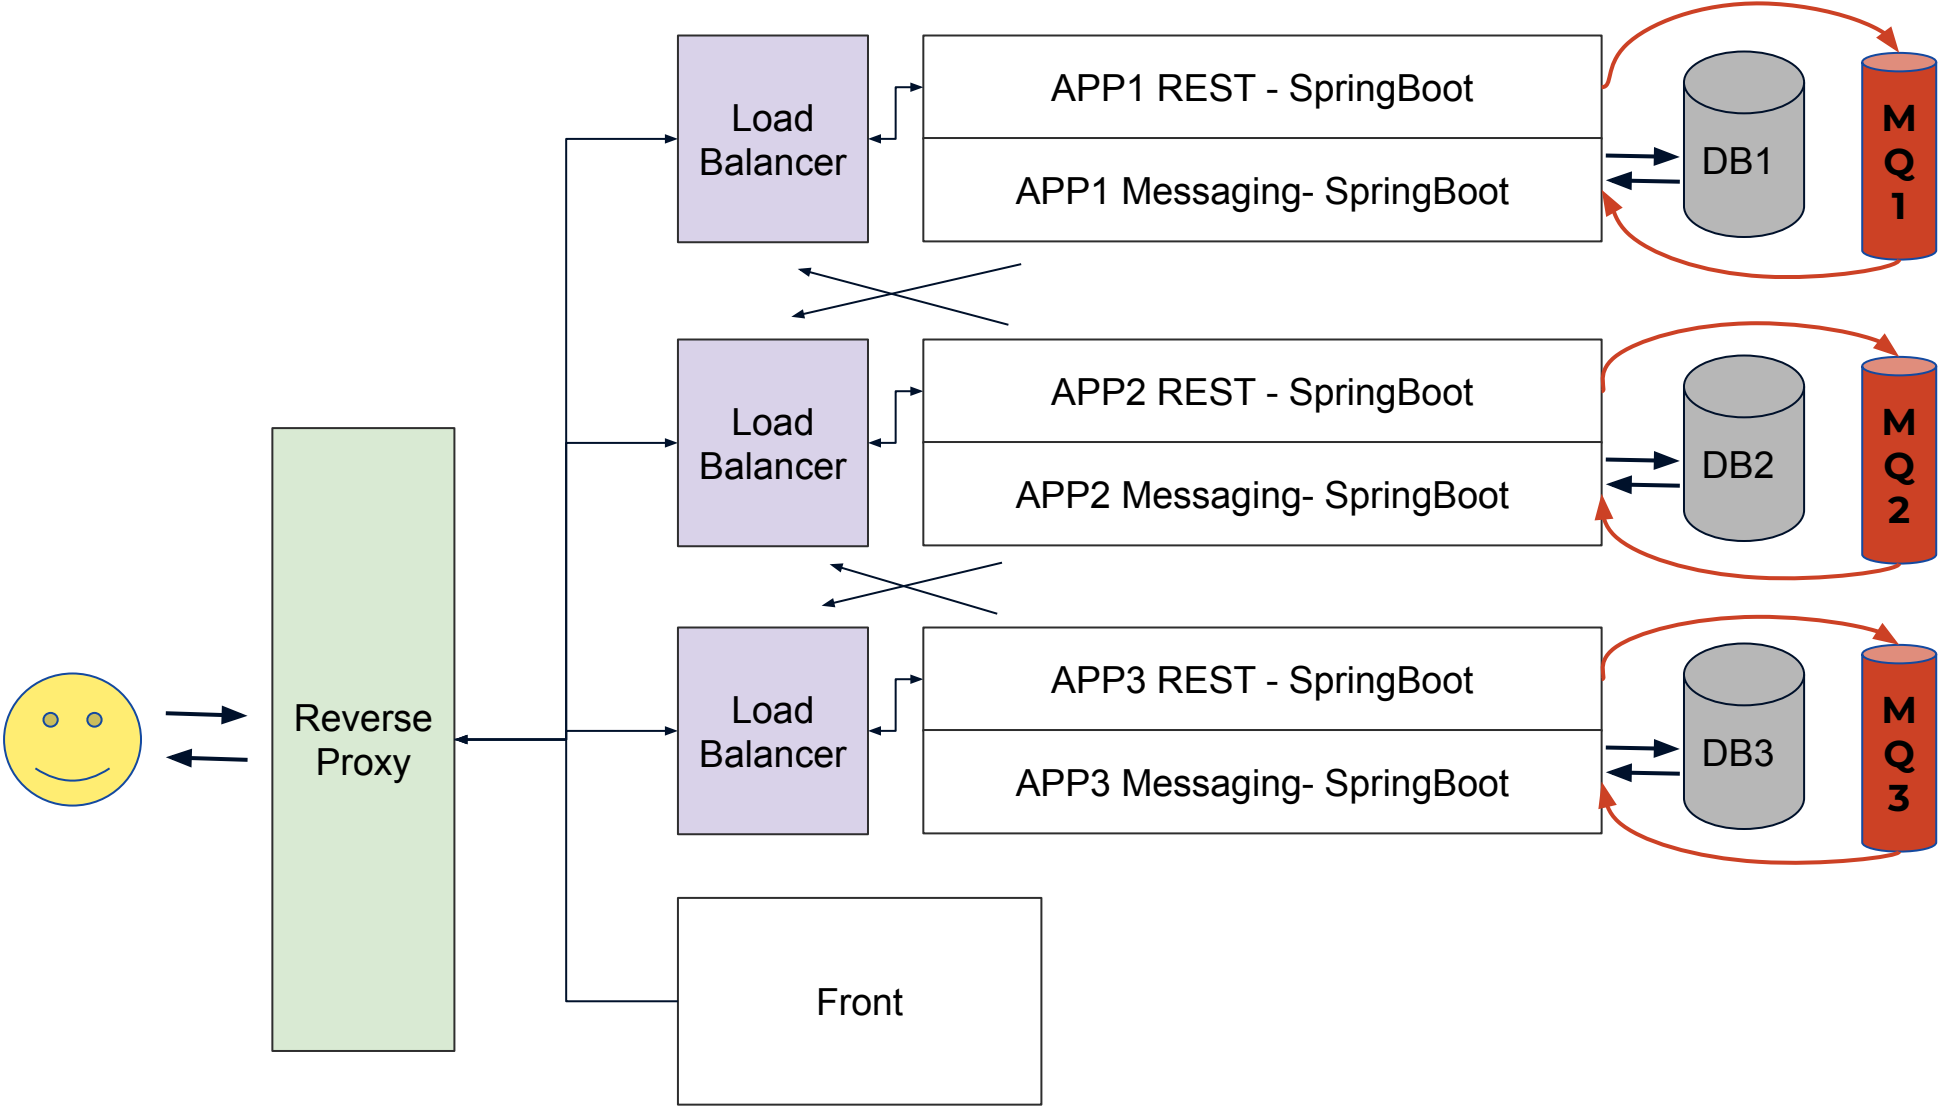 Load
Balancer
APP1 REST - SpringBoot
APP1 Messaging- SpringBoot
DB1
M
Q
1
Load
Balancer
APP2 REST - SpringBoot
APP2 Messaging- SpringBoot
DB2
M
Q
2
Reverse
Proxy
Load
Balancer
APP3 REST - SpringBoot
APP3 Messaging- SpringBoot
DB3
M
Q
3
Front